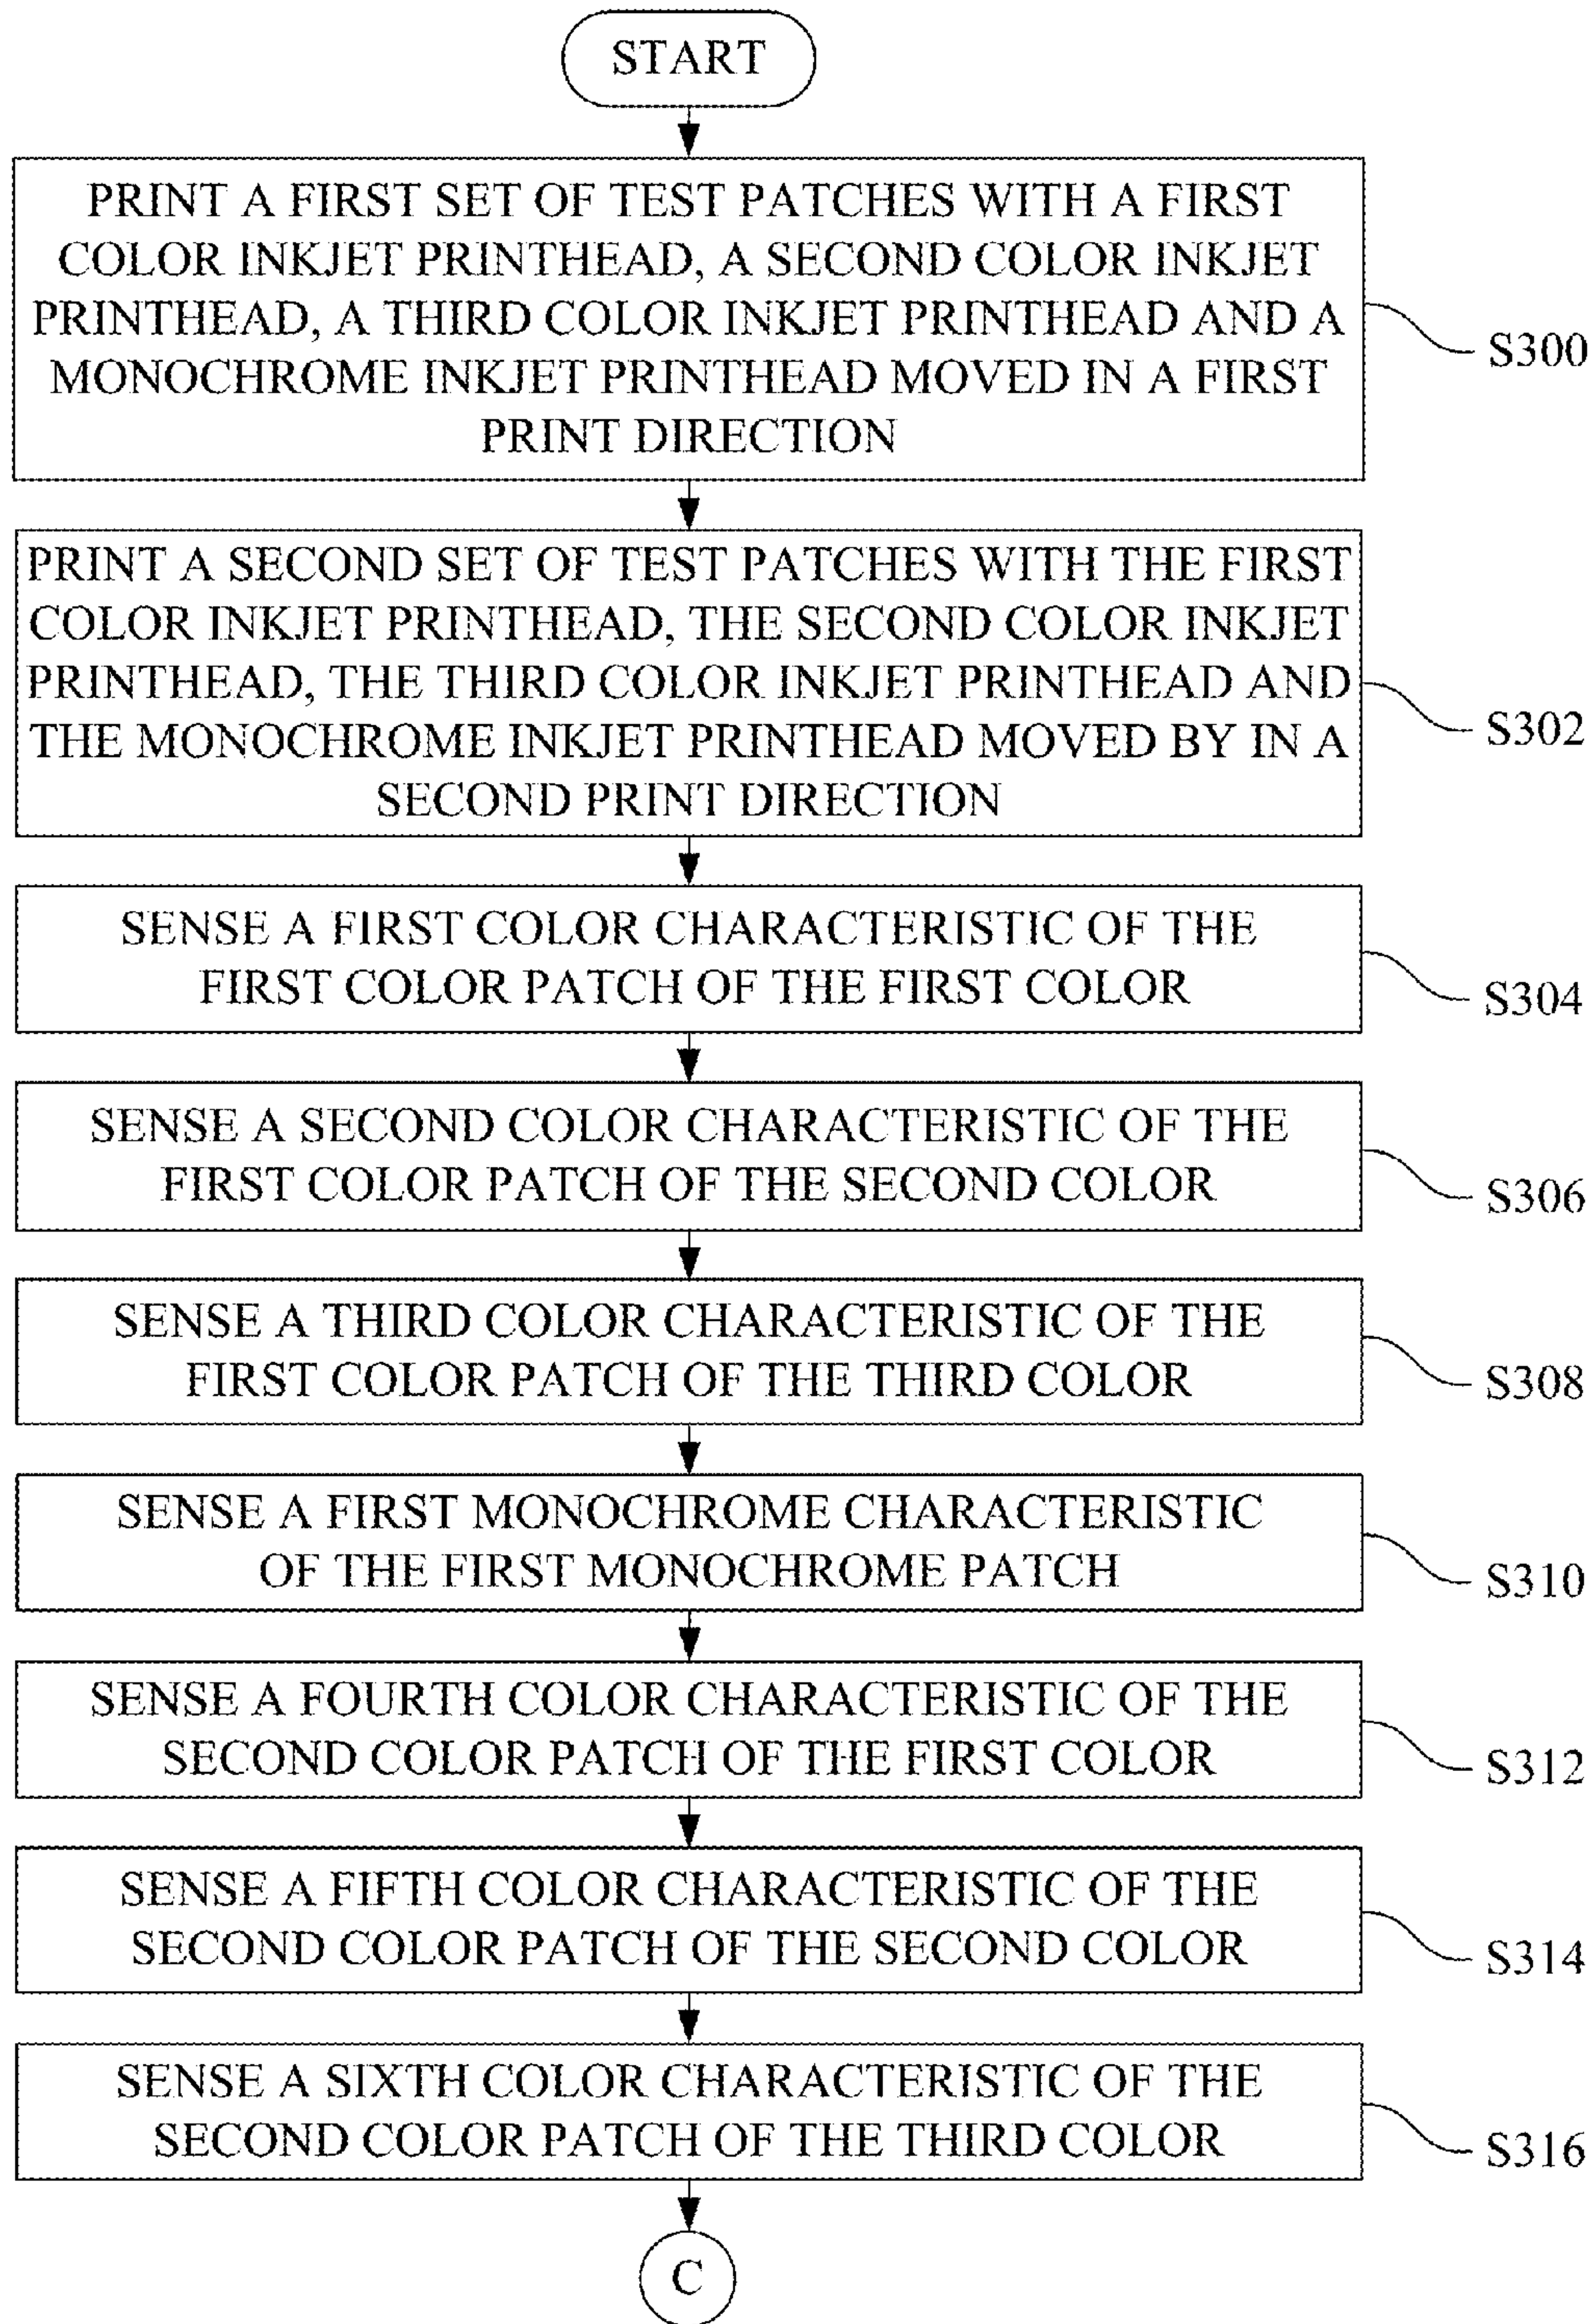 START
PRINT A FIRST SET OF TEST PATCHES WITH A FIRST
COLOR INKJET PRINTHEAD, A SECOND COLOR INKJET
PRINTHEAD, A THIRD COLOR INKJET PRINTHEAD AND A
MONOCHROME INKJET PRINTHEAD MOVED IN A FIRST
PRINT DIRECTION
S300
PRINT A SECOND SET OF TEST PATCHES WITH THE FIRST
COLOR INKJET PRINTHEAD, THE SECOND COLOR INKJET
PRINTHEAD, THE THIRD COLOR INKJET PRINTHEAD AND
THE MONOCHROME INKJET PRINTHEAD MOVED BY IN A
SECOND PRINT DIRECTION
S302
SENSE A FIRST COLOR CHARACTERISTIC OF THE
FIRST COLOR PATCH OF THE FIRST COLOR
S304
SENSE A SECOND COLOR CHARACTERISTIC OF THE
FIRST COLOR PATCH OF THE SECOND COLOR
S306
SENSE A THIRD COLOR CHARACTERISTIC OF THE
FIRST COLOR PATCH OF THE THIRD COLOR
S308
SENSE A FIRST MONOCHROME CHARACTERISTIC
OF THE FIRST MONOCHROME PATCH
S310
SENSE A FOURTH COLOR CHARACTERISTIC OF THE
SECOND COLOR PATCH OF THE FIRST COLOR
S312
SENSE A FIFTH COLOR CHARACTERISTIC OF THE
SECOND COLOR PATCH OF THE SECOND COLOR
S314
SENSE A SIXTH COLOR CHARACTERISTIC OF THE
SECOND COLOR PATCH OF THE THIRD COLOR
S316
C